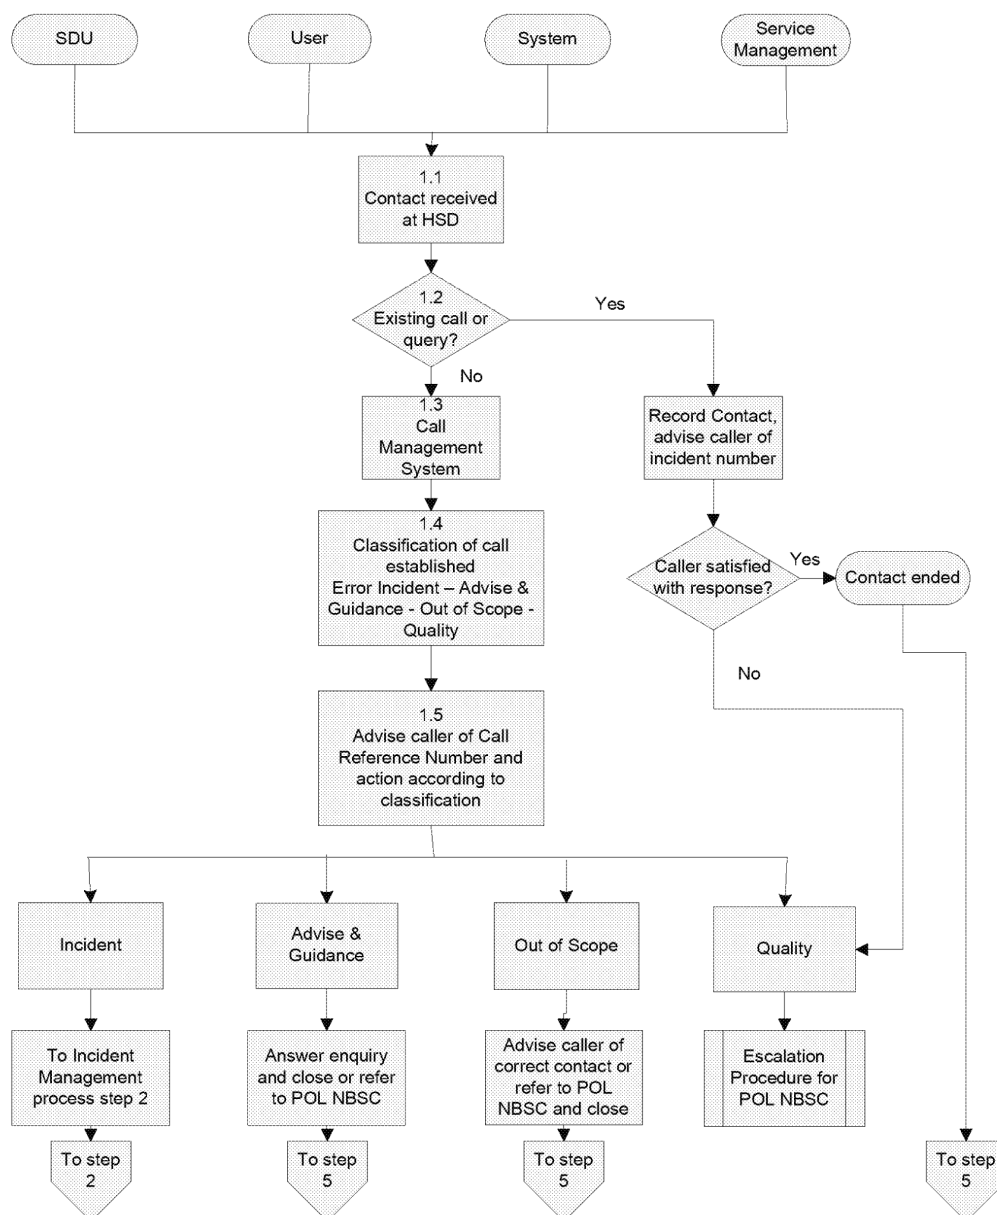 SDU
User
System
Service
Management
1.1
Contact received
at HSD
1.2
Existing call or
query?
Yes
No
1.3
Call
Management
System
Record Contact,
advise caller of
incident number
1.4
Classification of call
established
Error Incident – Advise &
Guidance - Out of Scope -
Quality
Caller satisfied
with response?
Yes
Contact ended
No
1.5
Advise caller of Call
Reference Number and
action according to
classification
Incident
Advise &
Guidance
Out of Scope
Quality
To Incident
Management
process step 2
Answer enquiry
and close or refer
to POL NBSC
Advise caller of
correct contact or
refer to POL
NBSC and close
Escalation
Procedure for
POL NBSC
To step
2
To step
5
To step
5
To step
5